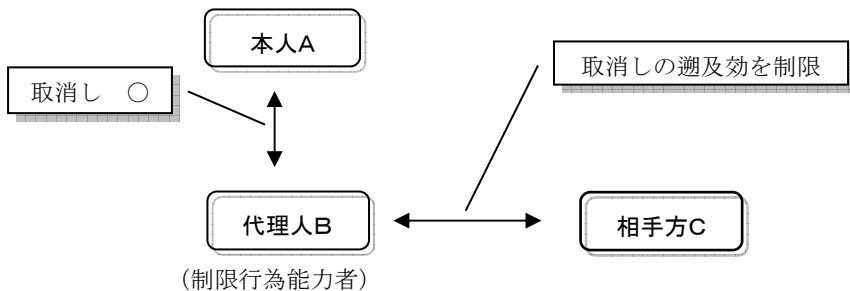 本人A
取消しの遡及効を制限
取消し ○
代理人B
相手方C
(制限行為能力者)